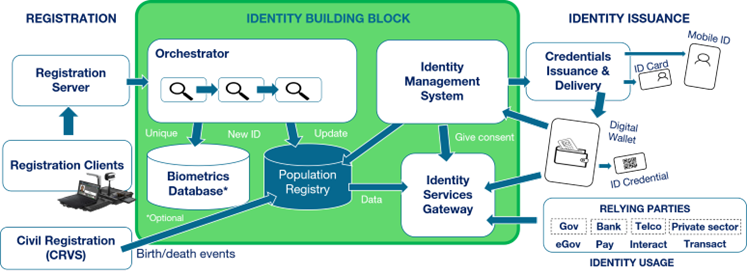 REGISTRATION
IDENTITY BUILDING BLOCK
IDENTITY ISSUANCE
Orchestrator
Registration
Server
Identity
Management
System
Credentials
Issuance &
Delivery
Mobile ID
ID Card
Unique
New ID
Update
Give consent
Digital
Wallet
Registration Clients
Biometrics
Database*
Population
Registry
Identity
Services
Gateway
Data
ID Credential
*Optional
Civil Registration
(CRVS)
Birth/death events
RELYING PARTIES
Gov Bank Telco Private sector
eGov Pay Interact Transact
IDENTITY USAGE